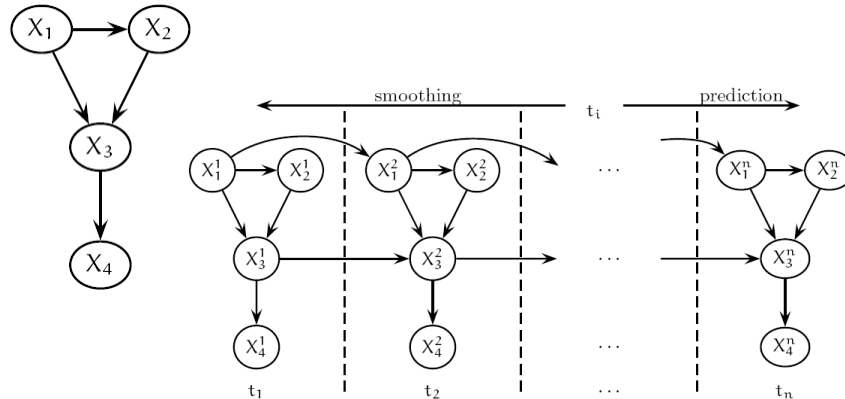 X₁ X₂
X₃
X₄
smoothing tᵢ prediction
X₁¹ X₂¹ X₁² X₂² ... X₁ⁿ X₂ⁿ
X₃¹ X₃² ... X₃ⁿ
X₄¹ X₄² ... X₄ⁿ
t₁ t₂ ... tₙ